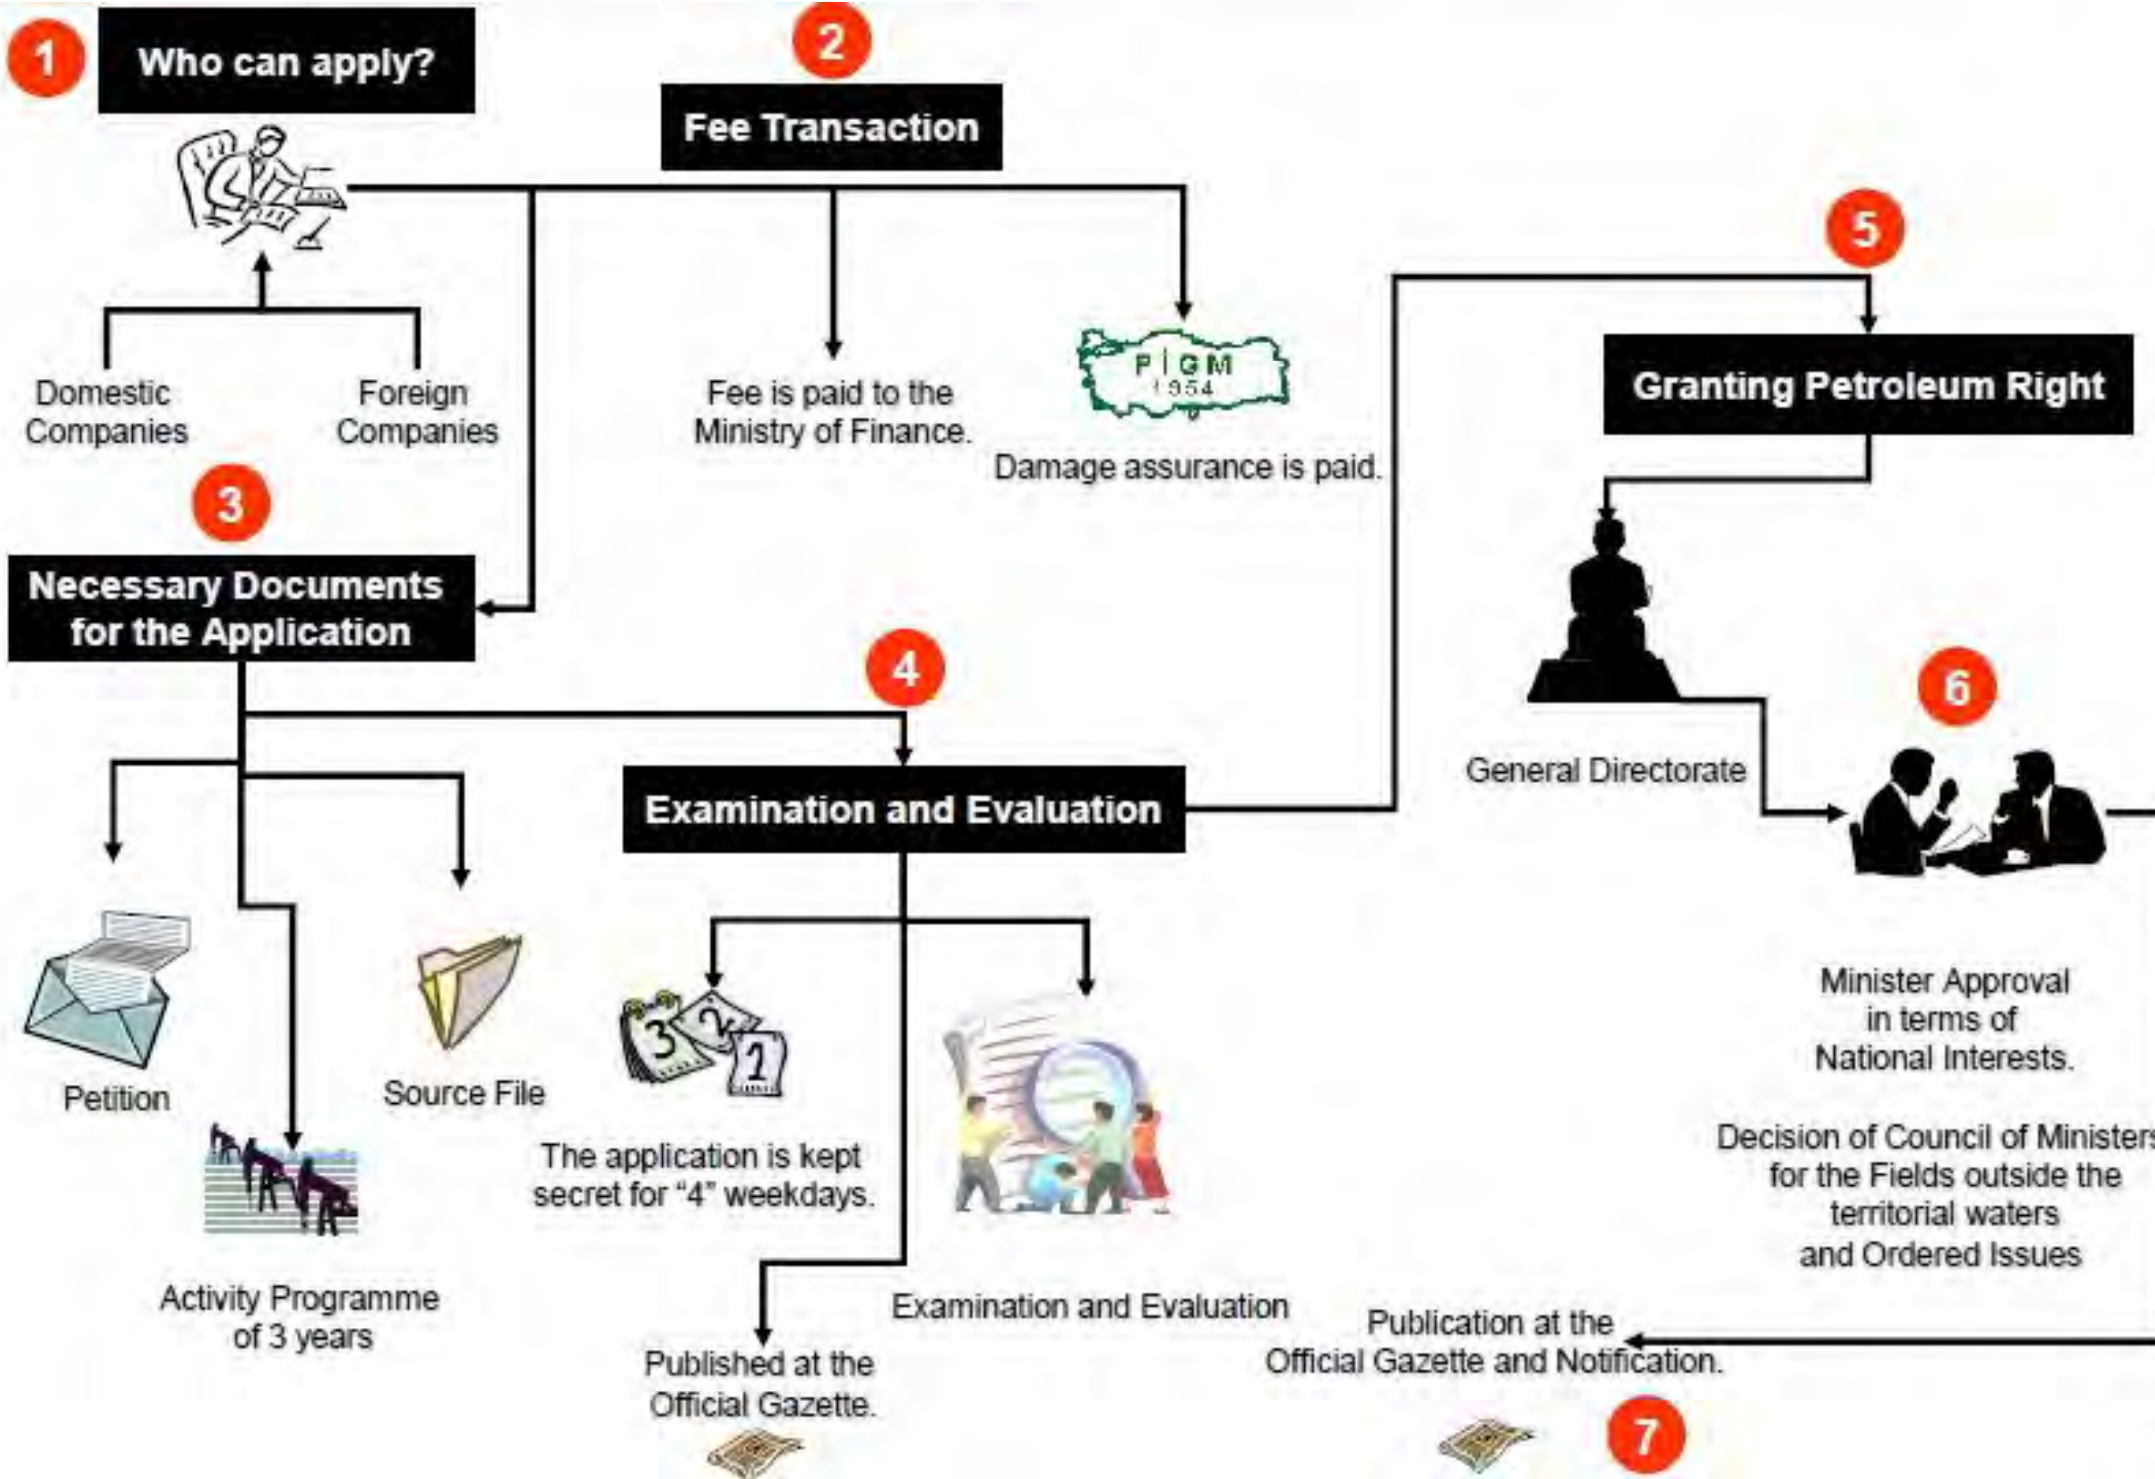 1
Who can apply?
2
Fee Transaction
Domestic
Companies
Foreign
Companies
Fee is paid to the
Ministry of Finance.
PİGM
1954
Damage assurance is paid.
3
Necessary Documents
for the Application
Petition
Activity Programme
of 3 years
Source File
4
Examination and Evaluation
3
2
1
The application is kept
secret for “4” weekdays.
Published at the
Official Gazette.
Examination and Evaluation
5
Granting Petroleum Right
General Directorate
6
Minister Approval
in terms of
National Interests.
Decision of Council of Ministers
for the Fields outside the
territorial waters
and Ordered Issues
Publication at the
Official Gazette and Notification.
7